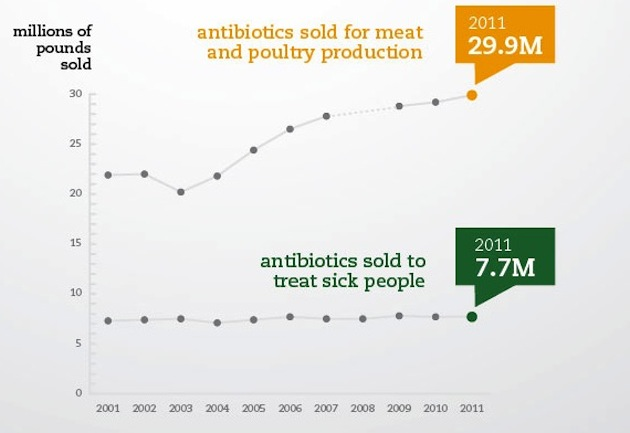 millions of
pounds
sold
antibiotics sold for meat
and poultry production
2011
29.9M
30
25
20
15
10
5
0
antibiotics sold to
treat sick people
2011
7.7M
2001 2002 2003 2004 2005 2006 2007 2008 2009 2010 2011